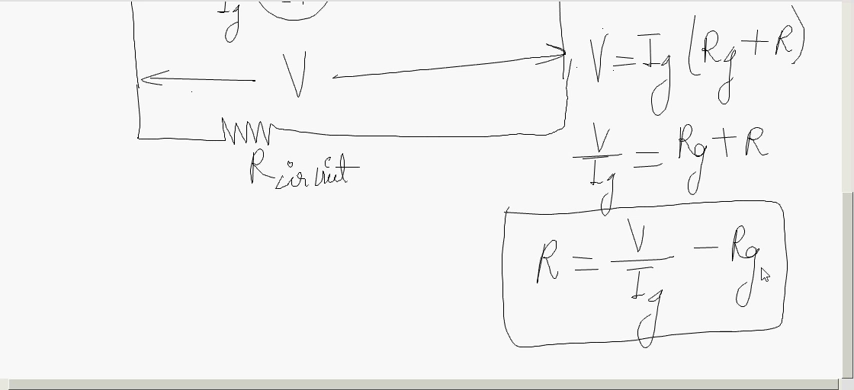 Ig
V
R circuit
V = Ig (Rg + R)
V/Ig = Rg + R
R = V/Ig - Rg